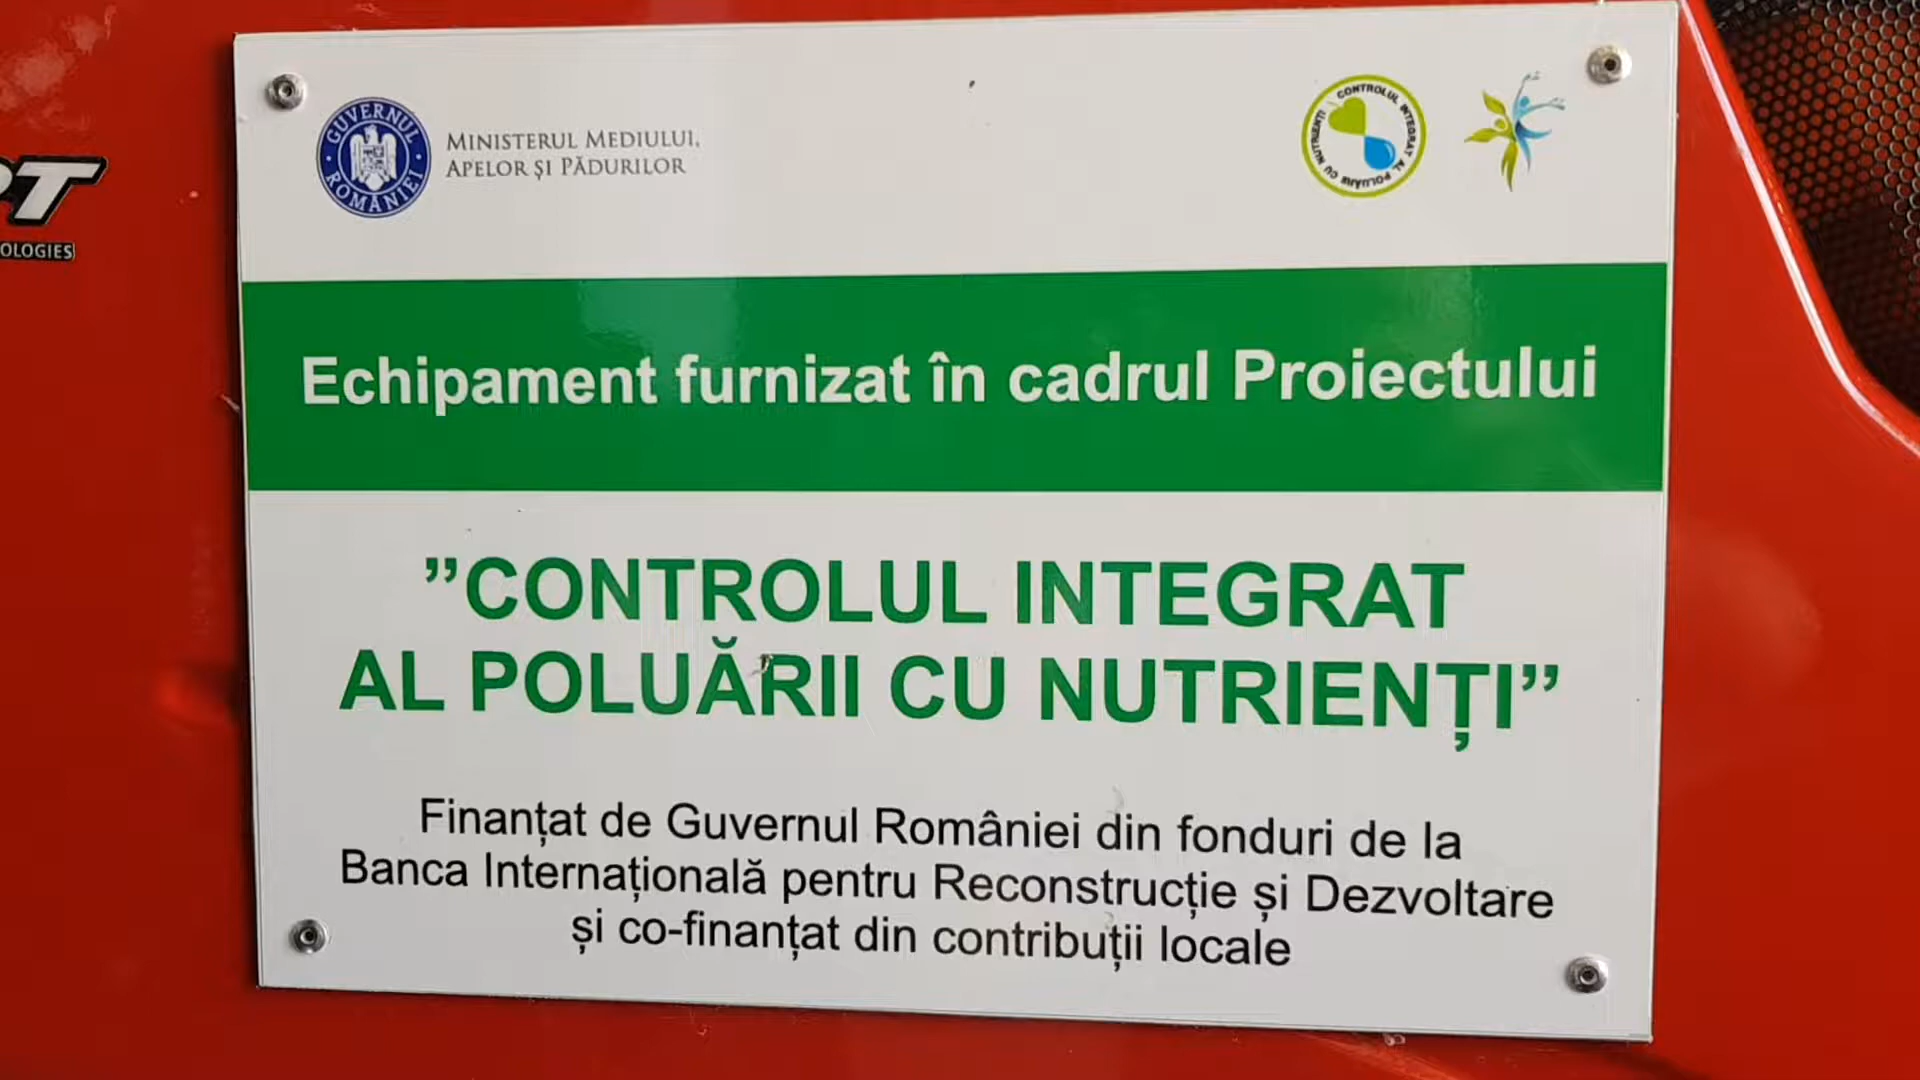 GUVERNUL ROMÂNIEI
MINISTERUL MEDIULUI,
APELOR ȘI PĂDURILOR
CONTROLUL INTEGRAT AL POLUĂRII CU NUTRIENȚI
Echipament furnizat în cadrul Proiectului
”CONTROLUL INTEGRAT
AL POLUĂRII CU NUTRIENȚI”
Finanțat de Guvernul României din fonduri de la
Banca Internațională pentru Reconstrucție și Dezvoltare
și co-finanțat din contribuții locale